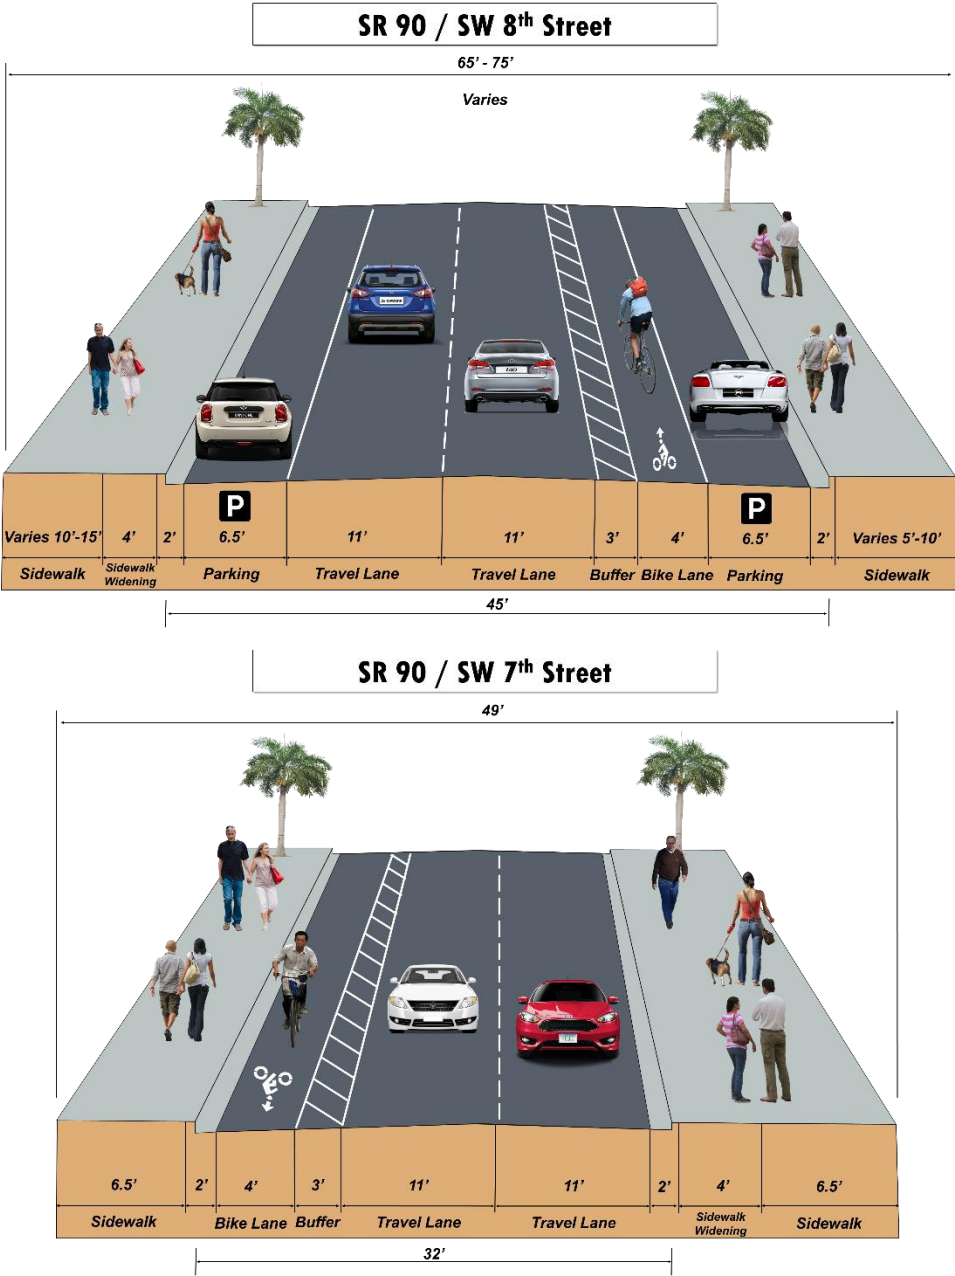 SR 90 / SW 8th Street
65' - 75'
Varies
P
P
Varies 10'-15'
4'
2'
6.5'
11'
11'
3'
4'
6.5'
2'
Varies 5'-10'
Sidewalk
Sidewalk
Widening
Parking
Travel Lane
Travel Lane
Buffer
Bike Lane
Parking
Sidewalk
45'
SR 90 / SW 7th Street
49'
6.5'
2'
4'
3'
11'
11'
2'
4'
6.5'
Sidewalk
Bike Lane
Buffer
Travel Lane
Travel Lane
Sidewalk
Widening
Sidewalk
32'